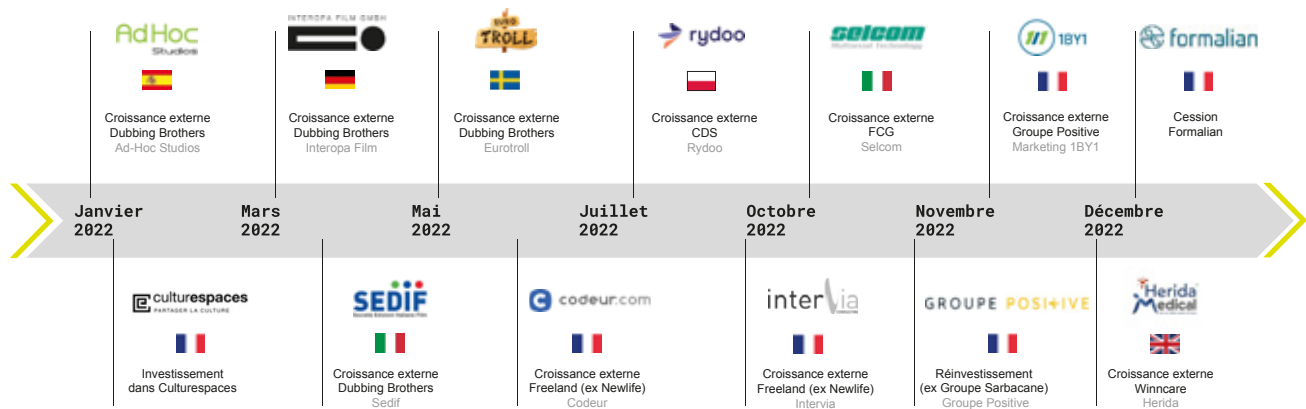 AdHoc
Studios
Croissance externe
Dubbing Brothers
Ad-Hoc Studios
INTEROPA FILM GMBH
Croissance externe
Dubbing Brothers
Interopa Film
EURO
TROLL
Croissance externe
Dubbing Brothers
Eurotroll
rydoo
Croissance externe
CDS
Rydoo
selcom
Multimedia Technology
Croissance externe
FCG
Selcom
1BY1
Croissance externe
Groupe Positive
Marketing 1BY1
formalian
Cession
Formalian
Janvier
2022
Mars
2022
Mai
2022
Juillet
2022
Octobre
2022
Novembre
2022
Décembre
2022
culturespaces
PARTAGER LA CULTURE
Investissement
dans Culturespaces
SEDIF
Croissance externe
Dubbing Brothers
Sedif
codeur.com
Croissance externe
Freeland (ex Newlife)
Codeur
intervia
Croissance externe
Freeland (ex Newlife)
Intervia
GROUPE POSITIVE
Réinvestissement
(ex Groupe Sarbacane)
Groupe Positive
Herida
Medical
Croissance externe
Winncare
Herida